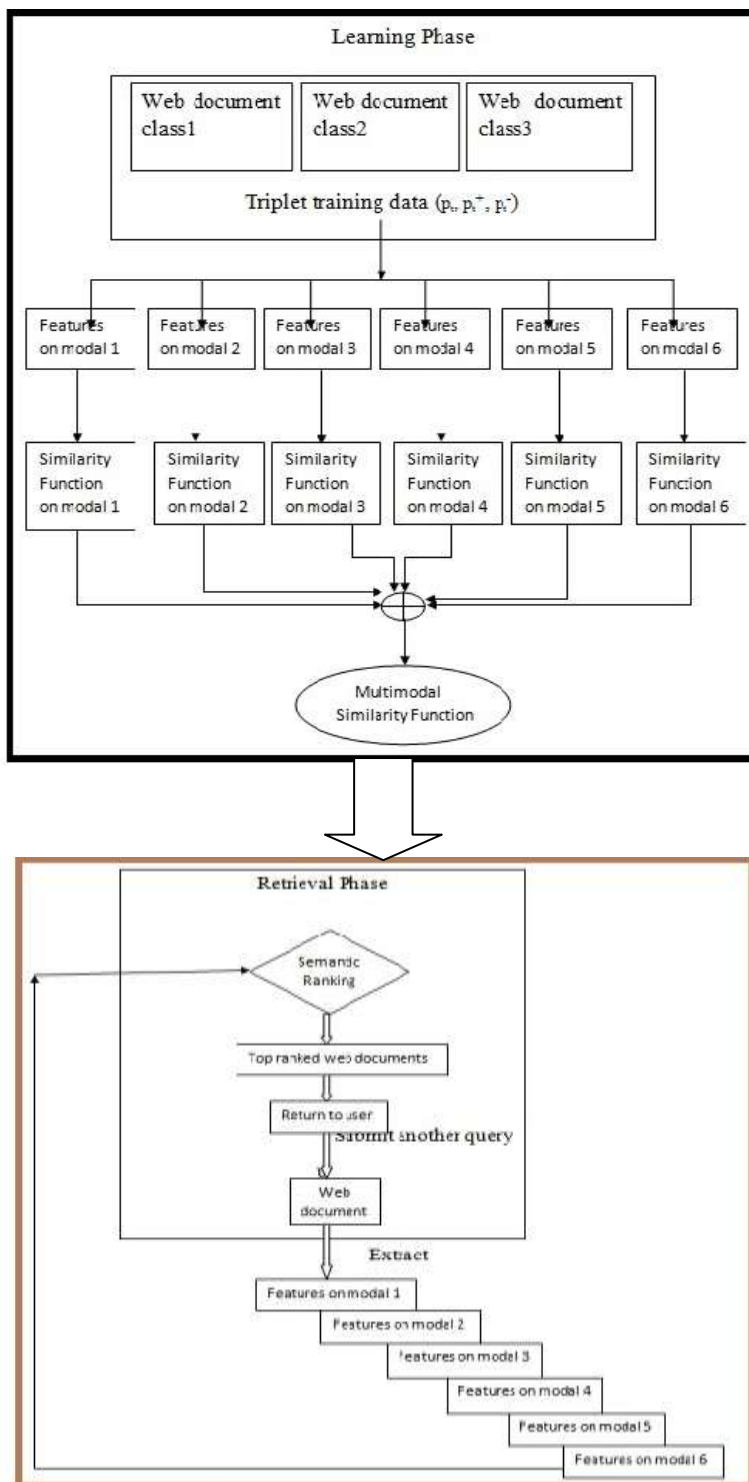 Learning Phase
Web document
class1
Web document
class2
Web document
class3
Triplet training data (pₜ, pₜ⁺, pₜ⁻)
Features
on modal 1
Features
on modal 2
Features
on modal 3
Features
on modal 4
Features
on modal 5
Features
on modal 6
Similarity
Function
on modal 1
Similarity
Function
on modal 2
Similarity
Function
on modal 3
Similarity
Function
on modal 4
Similarity
Function
on modal 5
Similarity
Function
on modal 6
Multimodal
Similarity Function
Retrieval Phase
Semantic
Ranking
Top ranked web documents
Return to user
Submit another query
Web
document
Extract
Features on modal 1
Features on modal 2
Features on modal 3
Features on modal 4
Features on modal 5
Features on modal 6